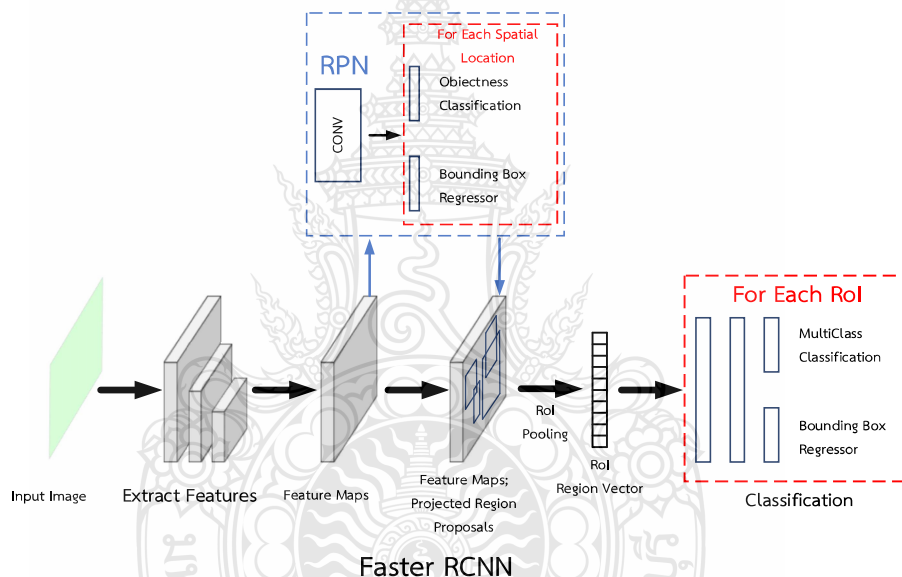 For Each Spatial
Location
RPN
Obiectness
Classification
CONV
Bounding Box
Regressor
For Each RoI
MultiClass
Classification
RoI
Pooling
Bounding Box
Regressor
Input Image
Extract Features
Feature Maps
Feature Maps;
Projected Region
Proposals
RoI
Region Vector
Classification
Faster RCNN